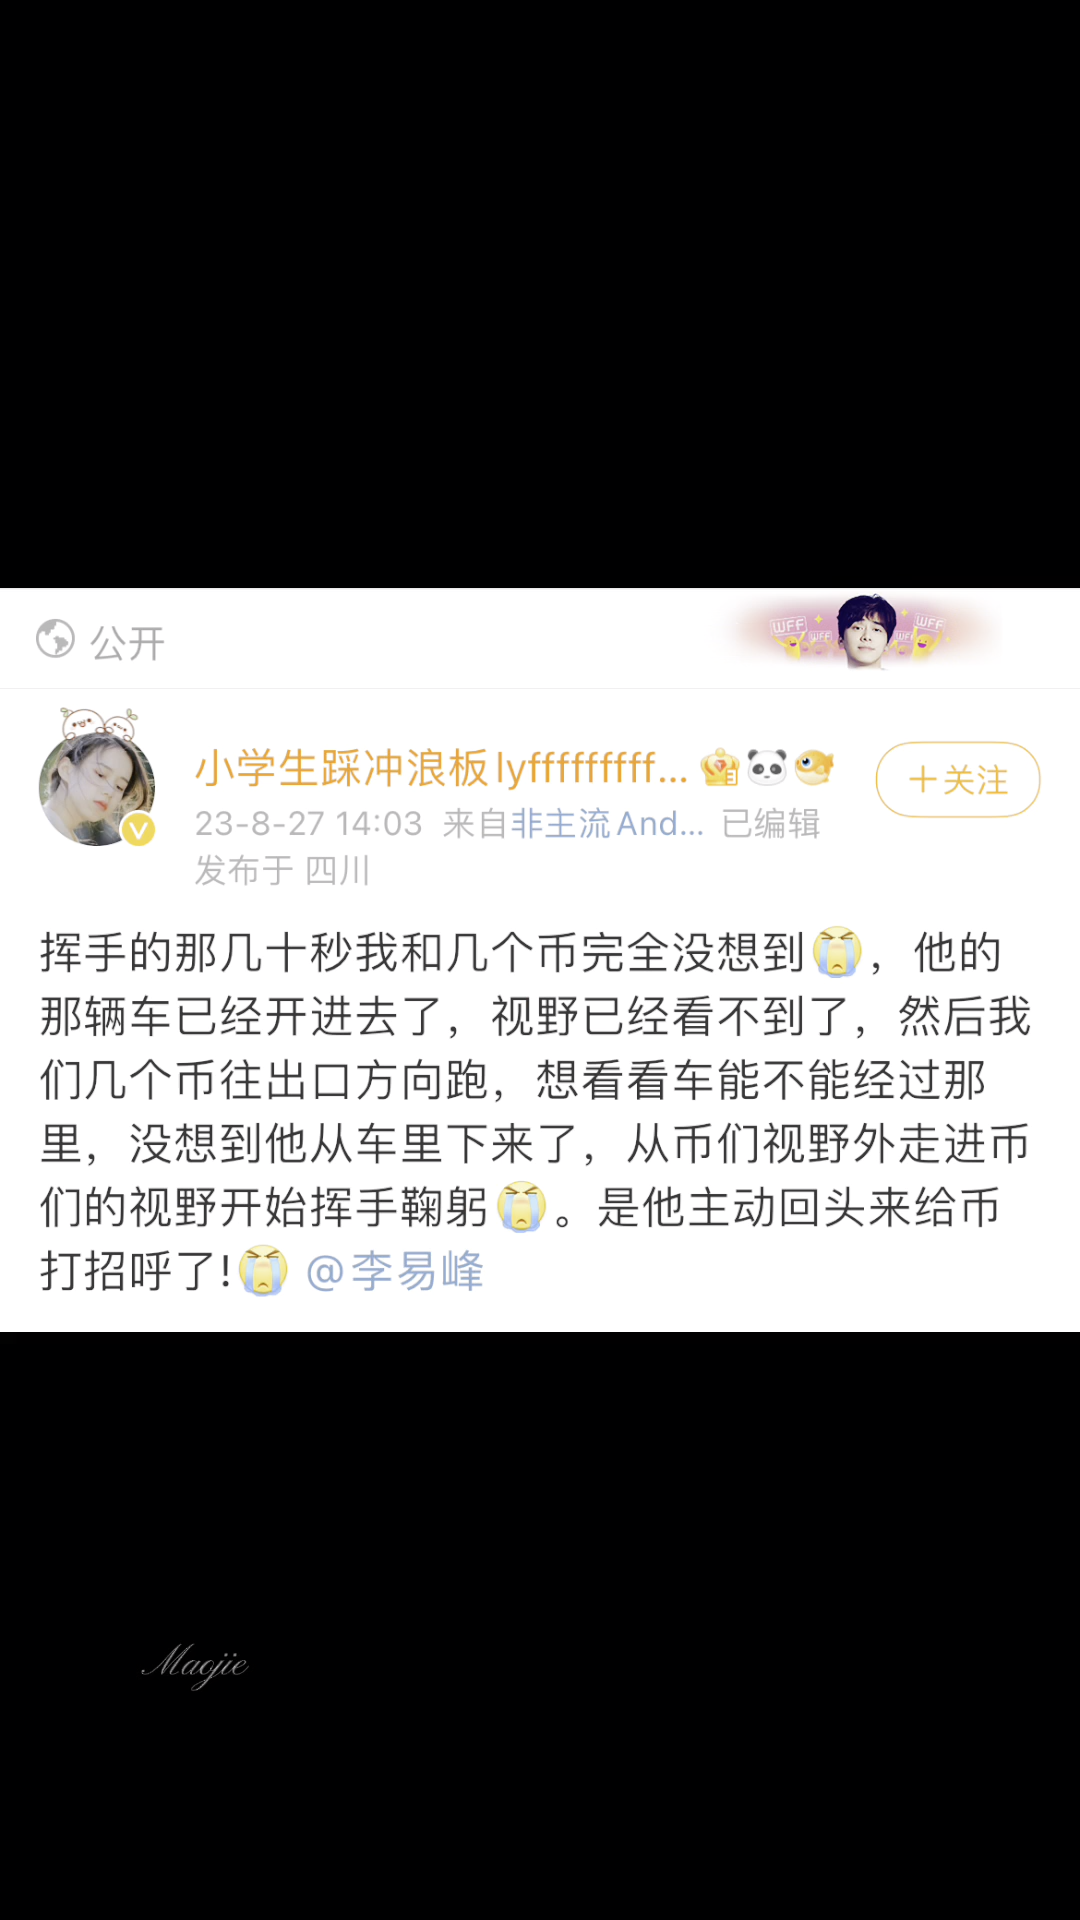 公开
WFF WFF WFF WFF
小学生踩冲浪板lyffffffffff...
+关注
23-8-27 14:03 来自非主流And... 已编辑
发布于 四川
挥手的那几十秒我和几个币完全没想到😭，他的
那辆车已经开进去了，视野已经看不到了，然后我
们几个币往出口方向跑，想看看车能不能经过那
里，没想到他从车里下来了，从币们视野外走进币
们的视野开始挥手鞠躬😭。是他主动回头来给币
打招呼了!😭 @李易峰
Maojie